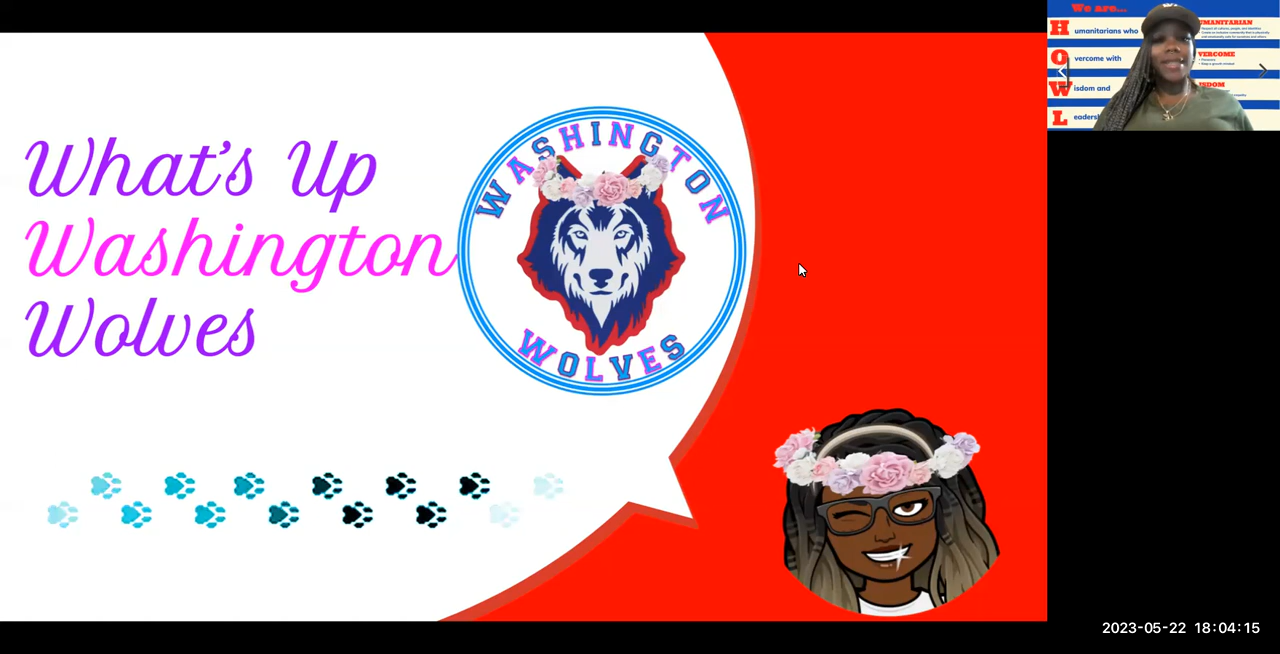 What's Up
Washington
Wolves
WASHINGTON
WOLVES
We are...
H umanitarians who
O vercome with
W isdom and
L eaders
UMANITARIAN
VERCOME
ISDOM
2023-05-22 18:04:15